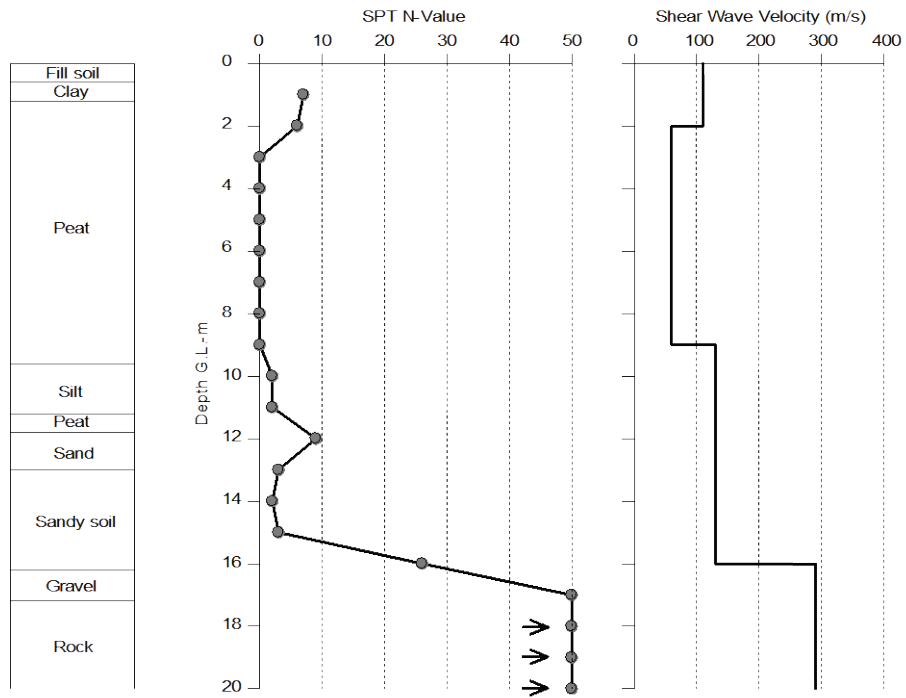 SPT N-Value
Shear Wave Velocity (m/s)
0 10 20 30 40 50
0 100 200 300 400
Fill soil
Clay
Peat
Silt
Peat
Sand
Sandy soil
Gravel
Rock
Depth G.L.-m
0
2
4
6
8
10
12
14
16
18
20